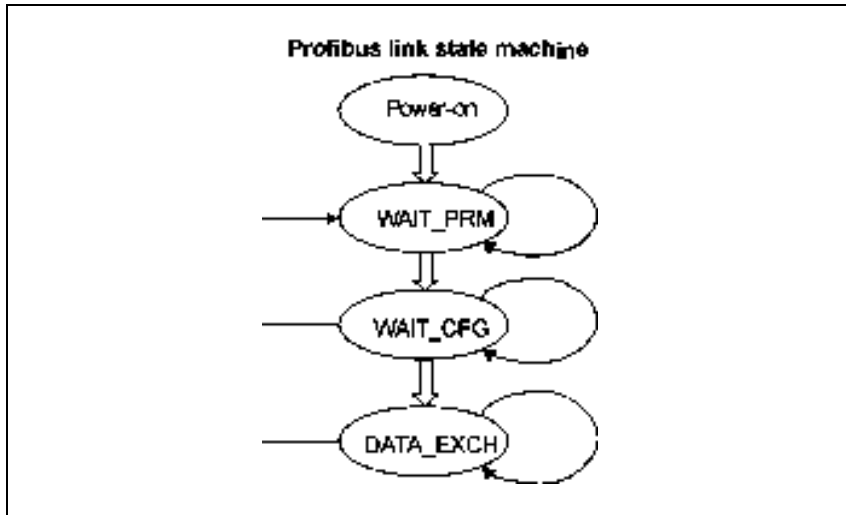 Profibus link state machine
Power-on
WAIT_PRM
WAIT_CFG
DATA_EXCH